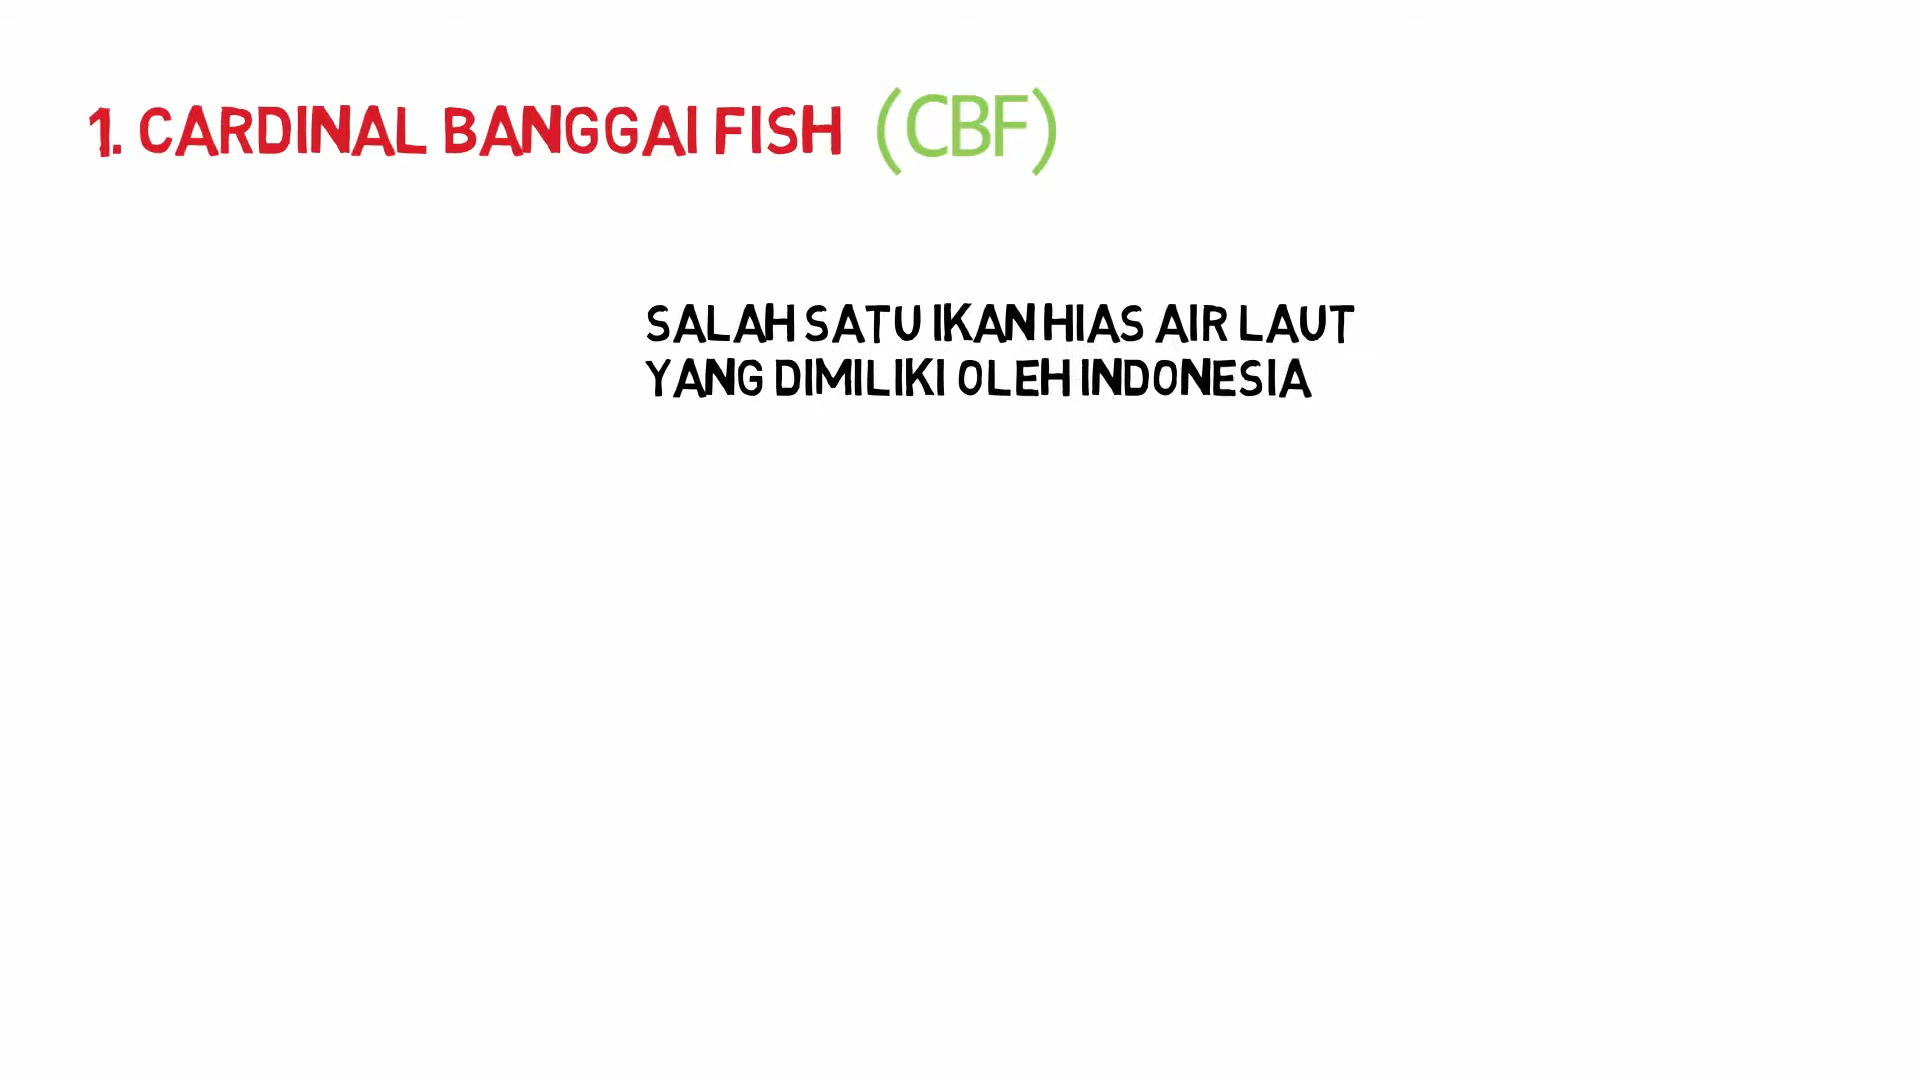 1. CARDINAL BANGGAI FISH (CBF)
SALAH SATU IKAN HIAS AIR LAUT
YANG DIMILIKI OLEH INDONESIA